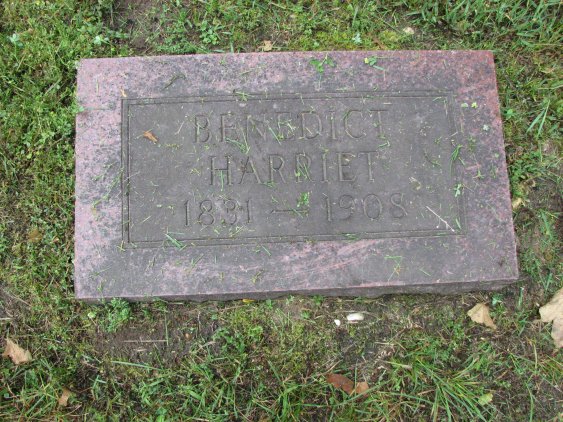 BENEDICT
HARRIET
1831 — 1908